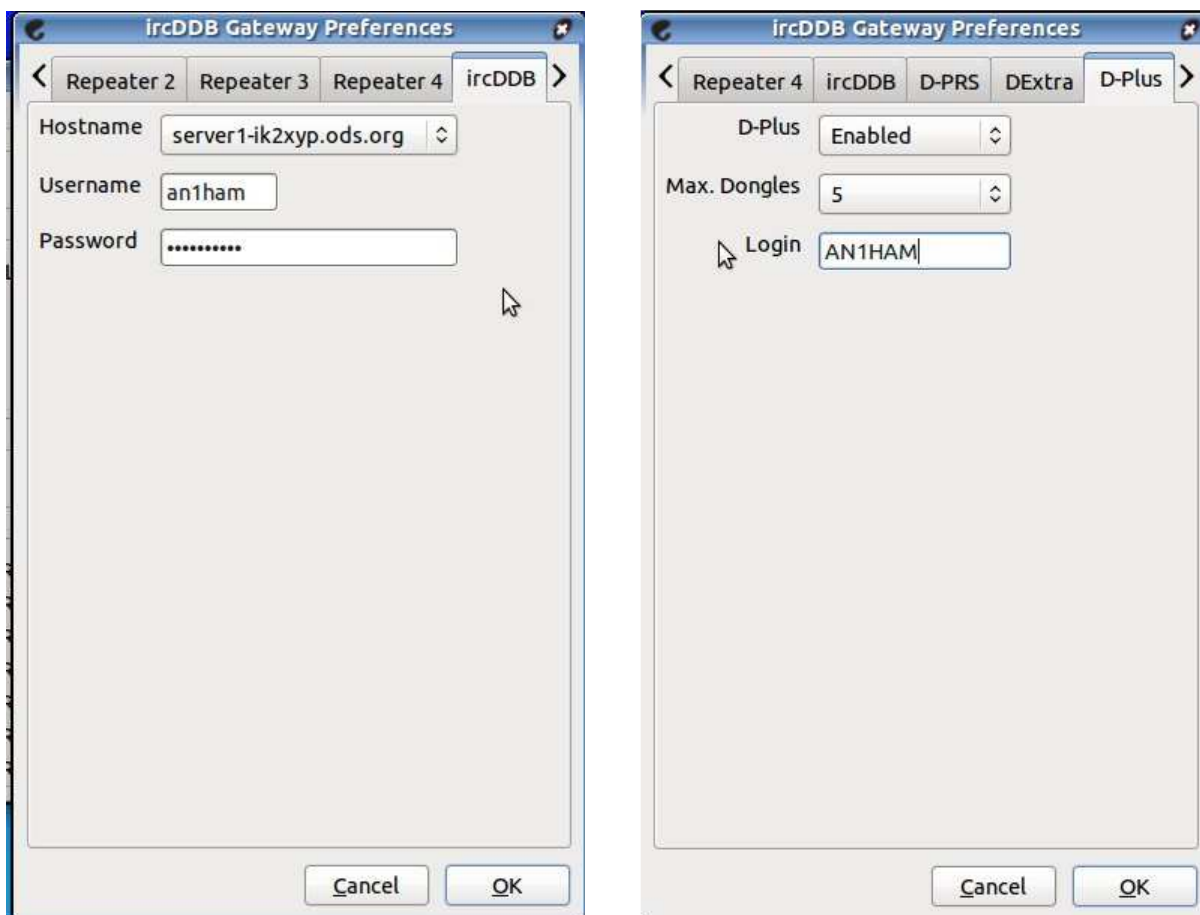 ircDDB Gateway Preferences
Repeater 2 Repeater 3 Repeater 4 ircDDB
Hostname server1-ik2xyp.ods.org
Username an1ham
Password ••••••••••
Cancel OK
ircDDB Gateway Preferences
Repeater 4 ircDDB D-PRS DExtra D-Plus
D-Plus Enabled
Max. Dongles 5
Login AN1HAM
Cancel OK